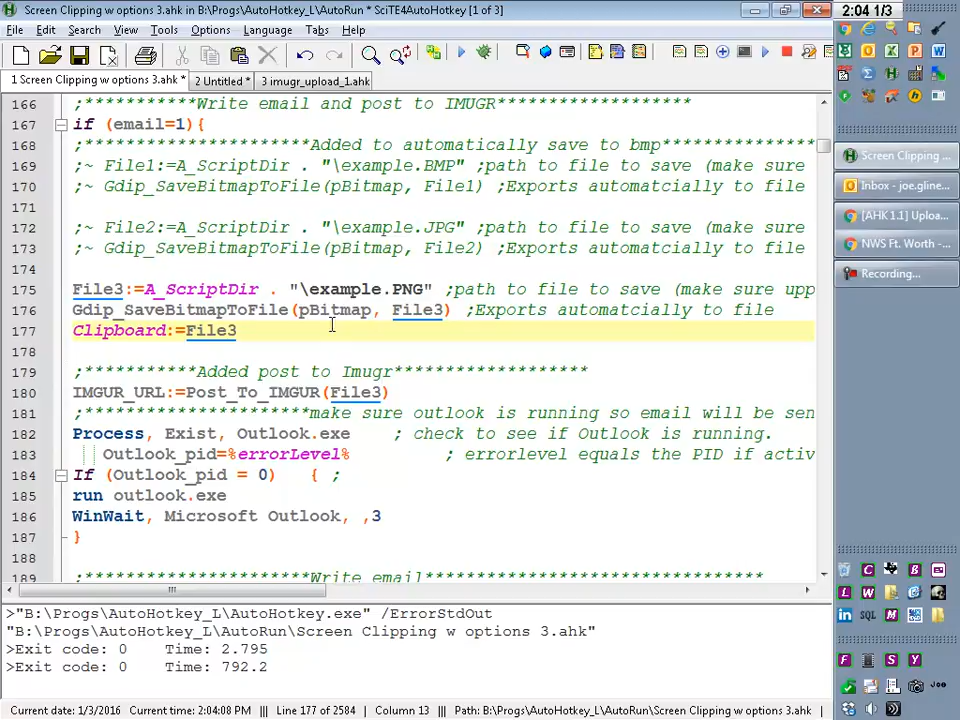 Screen Clipping w options 3.ahk in B:\Progs\AutoHotkey_L\AutoRun * SciTE4AutoHotkey [1 of 3]
2:04 1/3
File Edit Search View Tools Options Language Tabs Help
1 Screen Clipping w options 3.ahk * 2 Untitled * 3 imugr_upload_1.ahk
166 ;***********Write email and post to IMUGR*******************
167 if (email=1){
168 ;**********************Added to automatically save to bmp***************
169 ;~ File1:=A_ScriptDir . "\example.BMP" ;path to file to save (make sure
170 ;~ Gdip_SaveBitmapToFile(pBitmap, File1) ;Exports automatcially to file
171
172 ;~ File2:=A_ScriptDir . "\example.JPG" ;path to file to save (make sure
173 ;~ Gdip_SaveBitmapToFile(pBitmap, File2) ;Exports automatcially to file
174
175 File3:=A_ScriptDir . "\example.PNG" ;path to file to save (make sure upp
176 Gdip_SaveBitmapToFile(pBitmap, File3) ;Exports automatcially to file
177 Clipboard:=File3
178
179 ;***********Added post to Imugr******************
180 IMGUR_URL:=Post_To_IMGUR(File3)
181 ;**********************make sure outlook is running so email will be sen
182 Process, Exist, Outlook.exe ; check to see if Outlook is running.
183 Outlook_pid=%errorLevel% ; errorlevel equals the PID if activ
184 If (Outlook_pid = 0) { ;
185 run outlook.exe
186 WinWait, Microsoft Outlook, ,3
187 }
188
189 ;**********************Write email*********************************
Screen Clipping ...
Inbox - joe.gline...
[AHK 1.1] Uploa...
NWS Ft. Worth -...
Recording...
SQL
>"B:\Progs\AutoHotkey_L\AutoHotkey.exe" /ErrorStdOut
"B:\Progs\AutoHotkey_L\AutoRun\Screen Clipping w options 3.ahk"
>Exit code: 0 Time: 2.795
>Exit code: 0 Time: 792.2
Current date: 1/3/2016 ||| Current time: 2:04:08 PM ||| Line 177 of 2584 ||| Column 13 ||| Path: B:\Progs\AutoHotkey_L\AutoRun\Screen Clipping w options 3.ahk